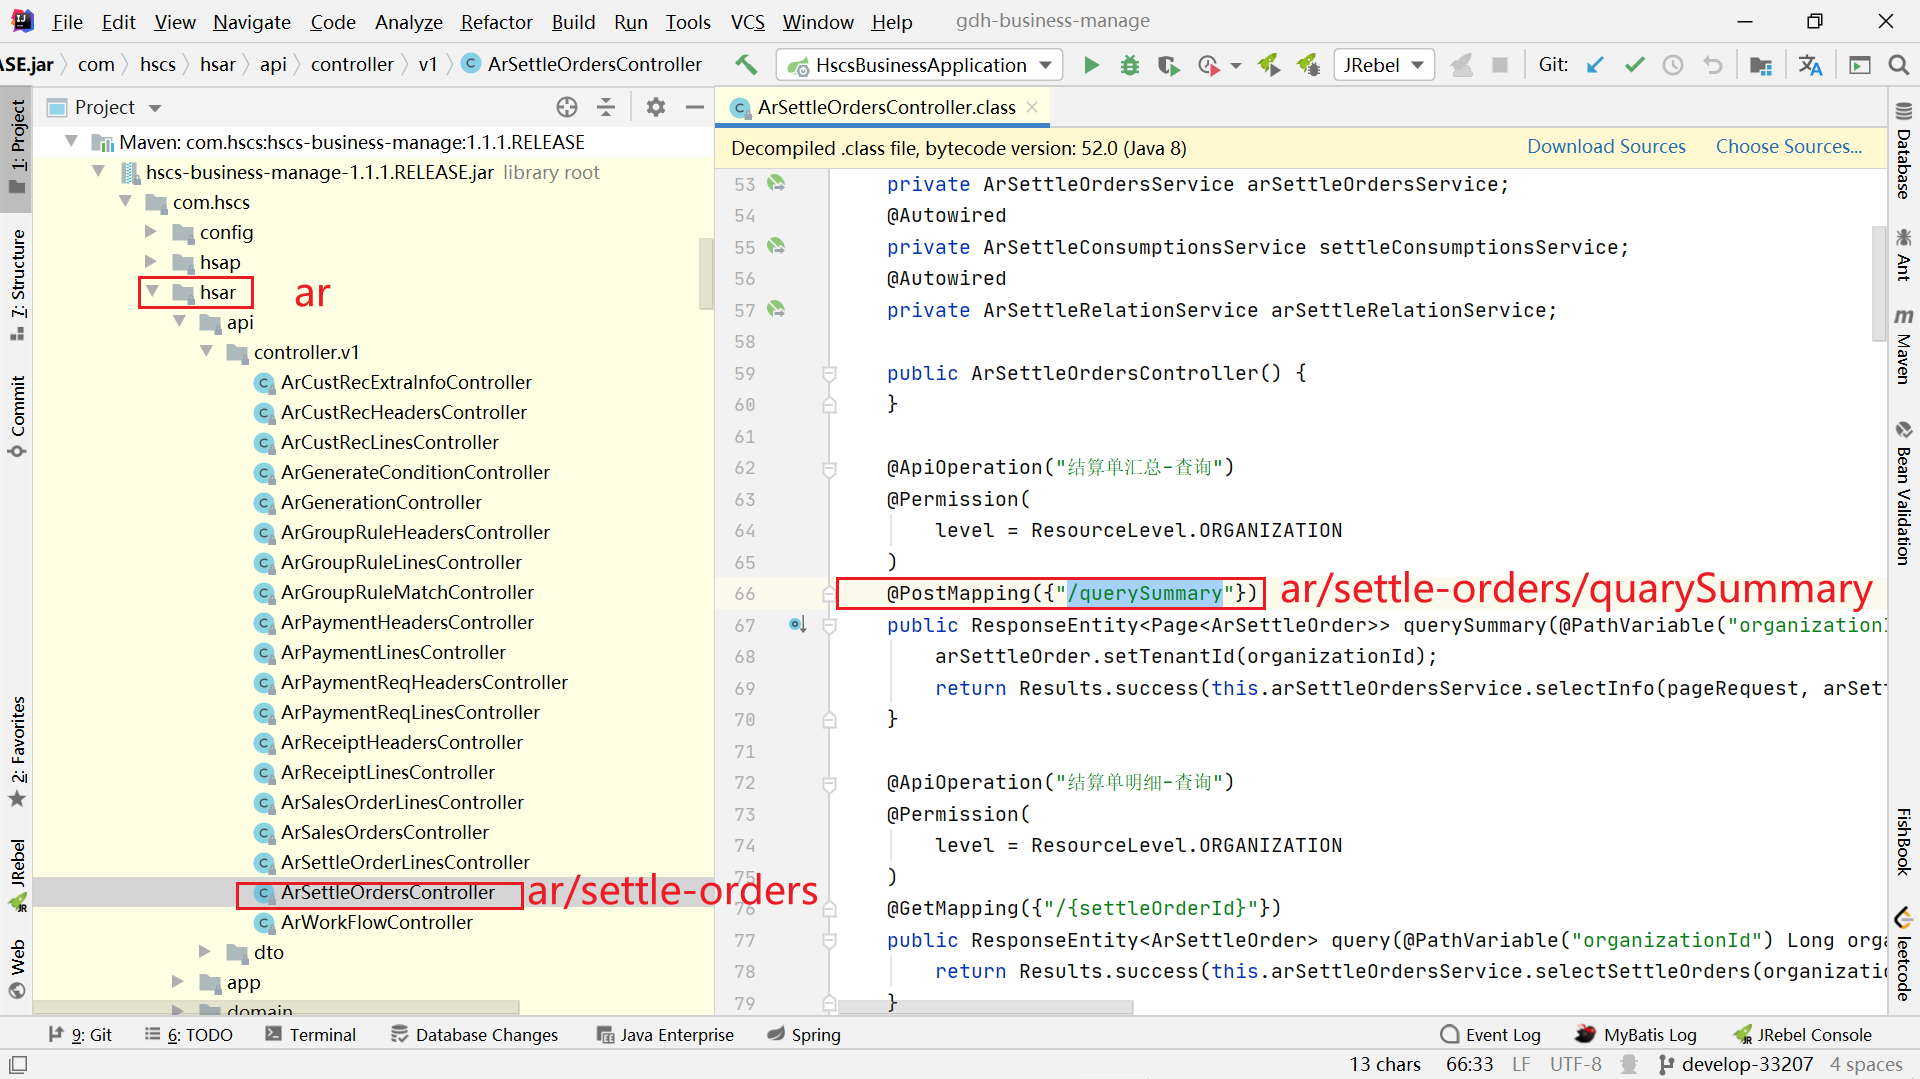 File Edit View Navigate Code Analyze Refactor Build Run Tools VCS Window Help gdh-business-manage
ASE.jar com hscs hsar api controller v1 ArSettleOrdersController HscsBusinessApplication JRebel Git:
Project
ArSettleOrdersController.class
Maven: com.hscs:hscs-business-manage:1.1.1.RELEASE
hscs-business-manage-1.1.1.RELEASE.jar library root
com.hscs
config
hsap
hsar
ar
api
controller.v1
ArCustRecExtraInfoController
ArCustRecHeadersController
ArCustRecLinesController
ArGenerateConditionController
ArGenerationController
ArGroupRuleHeadersController
ArGroupRuleLinesController
ArGroupRuleMatchController
ArPaymentHeadersController
ArPaymentLinesController
ArPaymentReqHeadersController
ArPaymentReqLinesController
ArReceiptHeadersController
ArReceiptLinesController
ArSalesOrderLinesController
ArSalesOrdersController
ArSettleOrderLinesController
ArSettleOrdersController
ar/settle-orders
ArWorkFlowController
dto
app
domain
Decompiled .class file, bytecode version: 52.0 (Java 8) Download Sources Choose Sources...
53 private ArSettleOrdersService arSettleOrdersService;
54 @Autowired
55 private ArSettleConsumptionsService settleConsumptionsService;
56 @Autowired
57 private ArSettleRelationService arSettleRelationService;
58
59 public ArSettleOrdersController() {
60 }
61
62 @ApiOperation("结算单汇总-查询")
63 @Permission(
64 level = ResourceLevel.ORGANIZATION
65 )
66 @PostMapping({"/querySummary"})
ar/settle-orders/quarySummary
67 public ResponseEntity<Page<ArSettleOrder>> querySummary(@PathVariable("organizationI
68 arSettleOrder.setTenantId(organizationId);
69 return Results.success(this.arSettleOrdersService.selectInfo(pageRequest, arSett
70 }
71
72 @ApiOperation("结算单明细-查询")
73 @Permission(
74 level = ResourceLevel.ORGANIZATION
75 )
76 @GetMapping({"/{settleOrderId}"})
77 public ResponseEntity<ArSettleOrder> query(@PathVariable("organizationId") Long orga
78 return Results.success(this.arSettleOrdersService.selectSettleOrders(organizatio
79 }
1: Project
7: Structure
Commit
2: Favorites
JRebel
Web
Database
Ant
Maven
Bean Validation
FishBook
leetcode
9: Git 6: TODO Terminal Database Changes Java Enterprise Spring Event Log MyBatis Log JRebel Console
13 chars 66:33 LF UTF-8 develop-33207 4 spaces